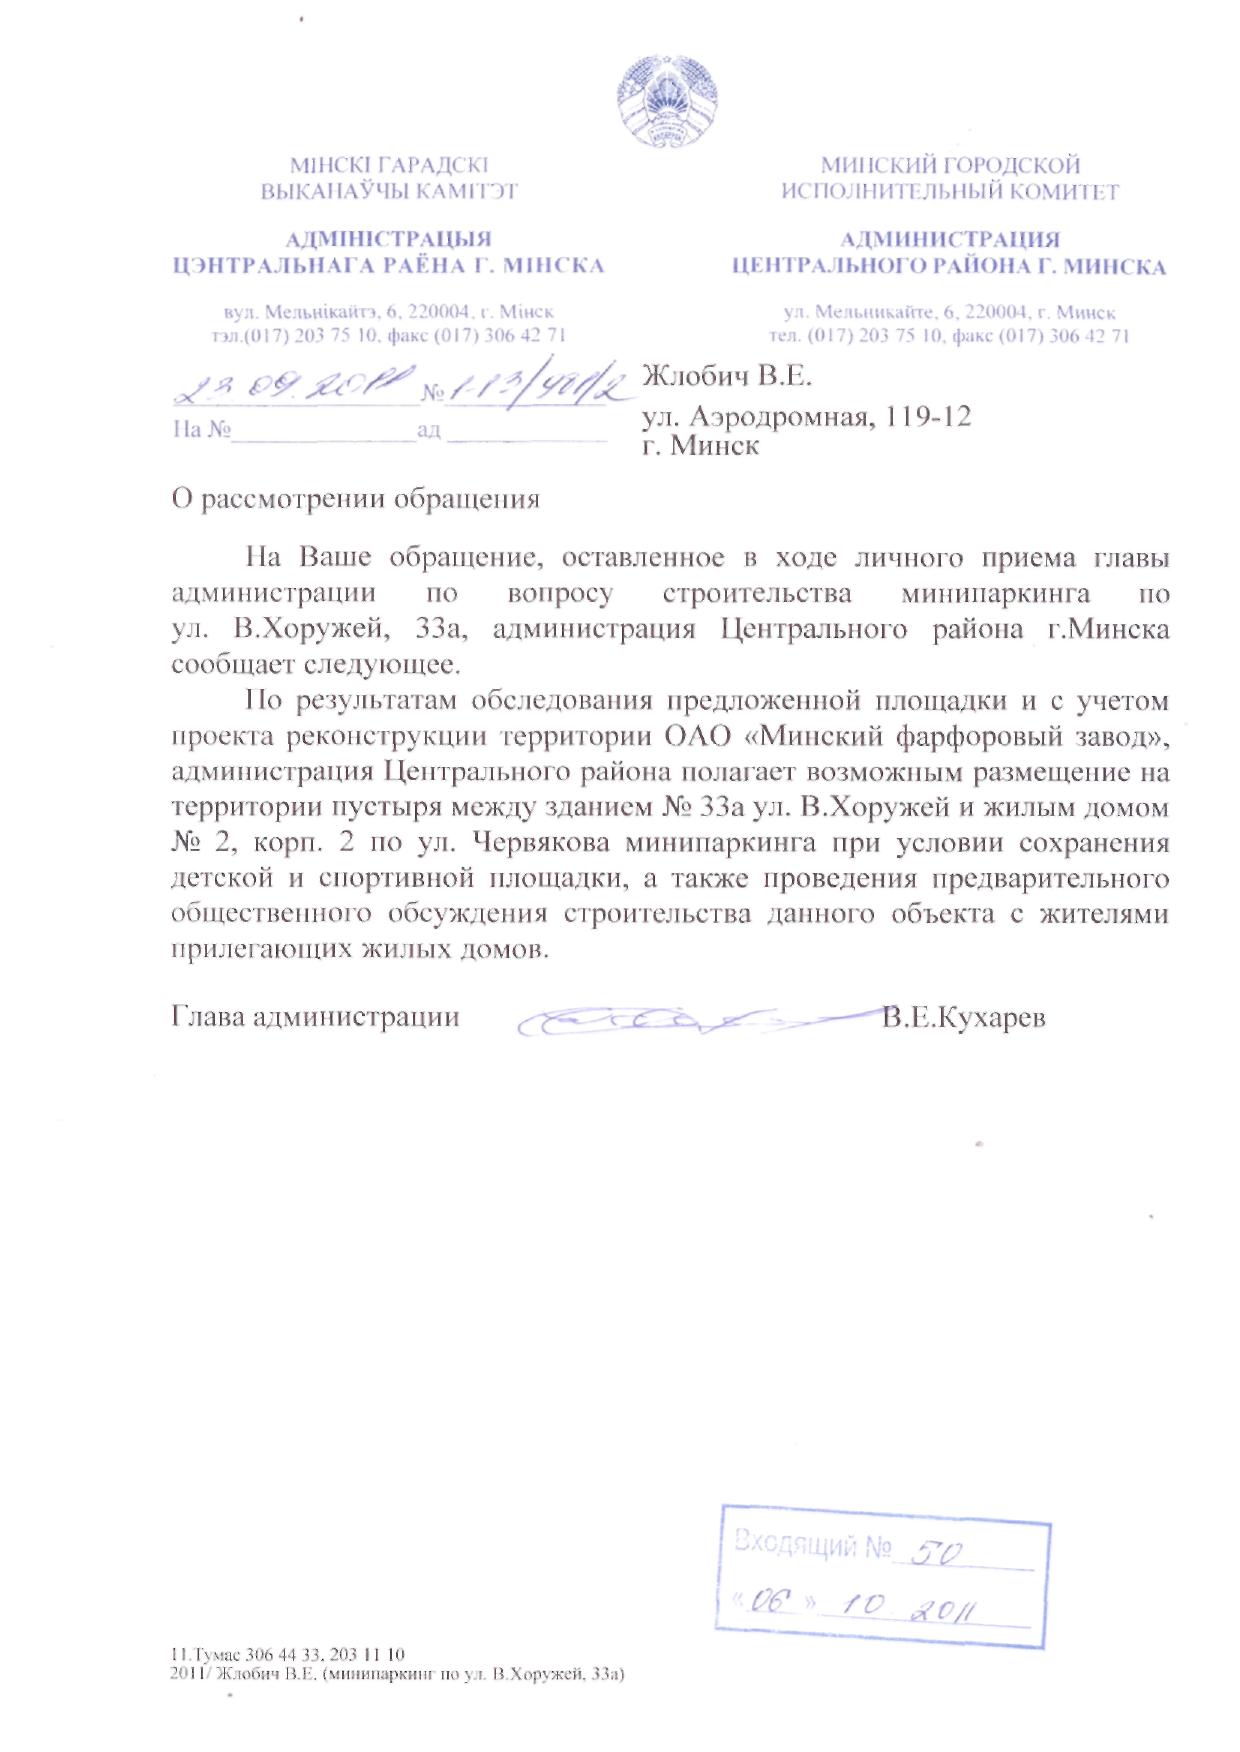 МІНСКІ ГАРАДСКІ
ВЫКАНАЎЧЫ КАМІТЭТ
АДМІНІСТРАЦЫЯ
ЦЭНТРАЛЬНАГА РАЁНА Г. МІНСКА
вул. Мельнікайтэ, 6, 220004, г. Мінск
тэл.(017) 203 75 10, факс (017) 306 42 71
МИНСКИЙ ГОРОДСКОЙ
ИСПОЛНИТЕЛЬНЫЙ КОМИТЕТ
АДМИНИСТРАЦИЯ
ЦЕНТРАЛЬНОГО РАЙОНА Г. МИНСКА
ул. Мельникайте, 6, 220004, г. Минск
тел. (017) 203 75 10, факс (017) 306 42 71
23.09.2011 №
На № ад
Жлобич В.Е.
ул. Аэродромная, 119-12
г. Минск
О рассмотрении обращения
На Ваше обращение, оставленное в ходе личного приема главы
администрации по вопросу строительства минипаркинга по
ул. В.Хоружей, 33а, администрация Центрального района г.Минска
сообщает следующее.
По результатам обследования предложенной площадки и с учетом
проекта реконструкции территории ОАО «Минский фарфоровый завод»,
администрация Центрального района полагает возможным размещение на
территории пустыря между зданием № 33а ул. В.Хоружей и жилым домом
№ 2, корп. 2 по ул. Червякова минипаркинга при условии сохранения
детской и спортивной площадки, а также проведения предварительного
общественного обсуждения строительства данного объекта с жителями
прилегающих жилых домов.
Глава администрации В.Е.Кухарев
Входящий № 50
«06» 10 2011
11.Тумас 306 44 33, 203 11 10
2011/ Жлобич В.Е. (минипаркинг по ул. В.Хоружей, 33а)